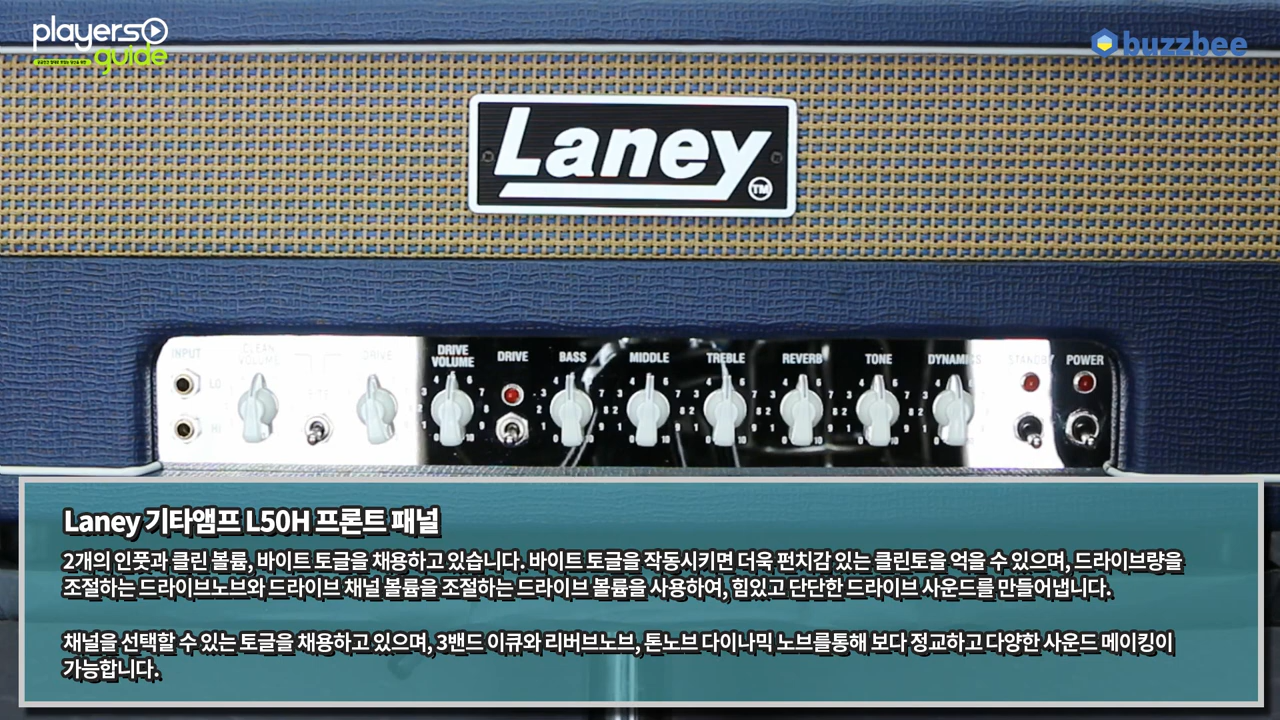 players
guide
buzzbee
Laney
TM
INPUT
LO
HI
CLEAN
VOLUME
DRIVE
DRIVE
VOLUME
DRIVE
BASS
MIDDLE
TREBLE
REVERB
TONE
DYNAMICS
STANDBY
POWER
Laney 기타앰프 L50H 프론트 패널
2개의 인풋과 클린 볼륨, 바이트 토글을 채용하고 있습니다. 바이트 토글을 작동시키면 더욱 펀치감 있는 클린토을 얻을 수 있으며, 드라이브량을
조절하는 드라이브노브와 드라이브 채널 볼륨을 조절하는 드라이브 볼륨을 사용하여, 힘있고 단단한 드라이브 사운드를 만들어냅니다.
채널을 선택할 수 있는 토글을 채용하고 있으며, 3밴드 이큐와 리버브노브, 톤노브 다이나믹 노브를통해 보다 정교하고 다양한 사운드 메이킹이
가능합니다.